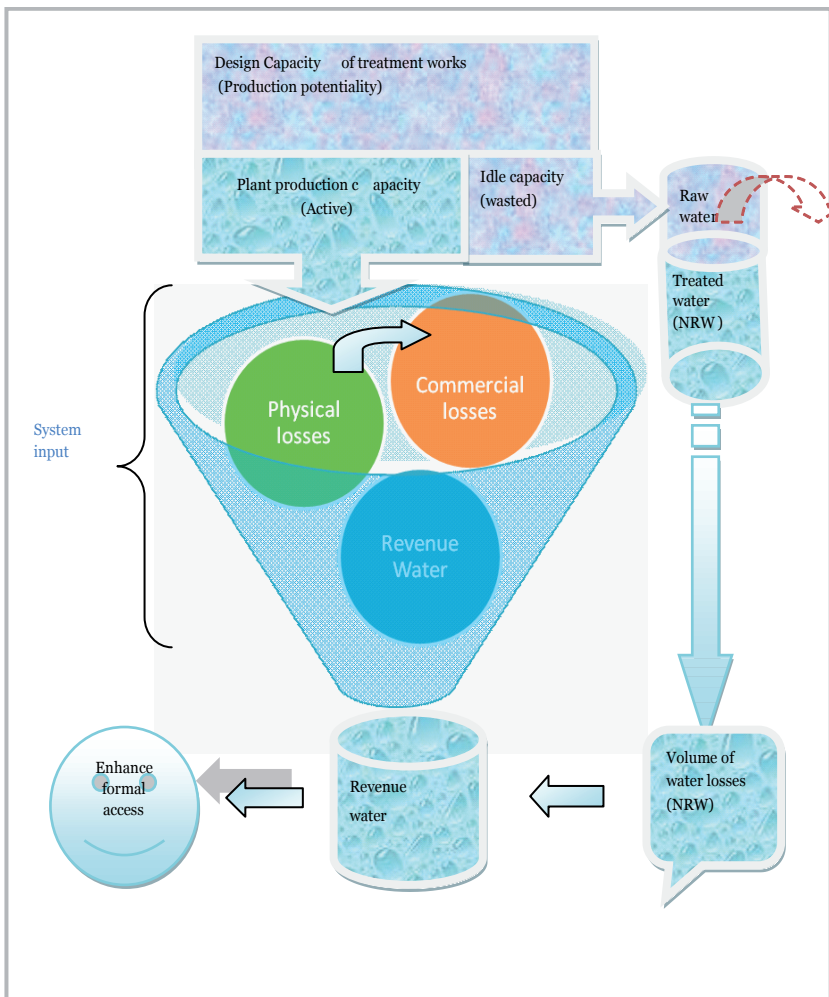 Design Capacity of treatment works
(Production potentiality)
Plant production c apacity
(Active)
Idle capacity
(wasted)
Raw
water
Treated
water
(NRW)
Physical
losses
Commercial
losses
System
input
Revenue
Water
Enhance
formal
access
Revenue
water
Volume of
water losses
(NRW)